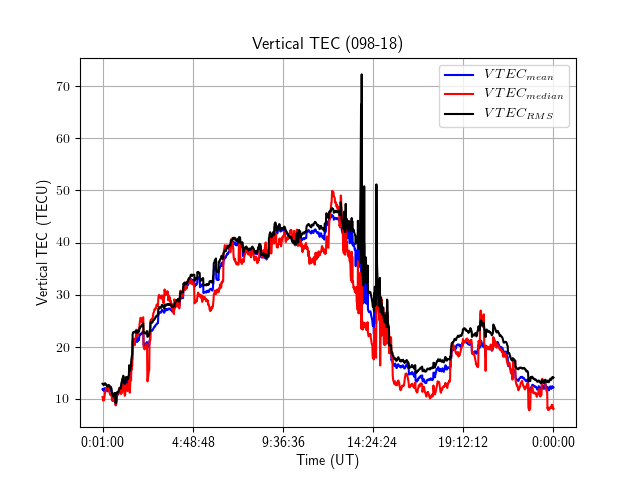 Vertical TEC (098-18)
VTEC_mean
VTEC_median
VTEC_RMS
Vertical TEC (TECU)
70
60
50
40
30
20
10
0:01:00 4:48:48 9:36:36 14:24:24 19:12:12 0:00:00
Time (UT)